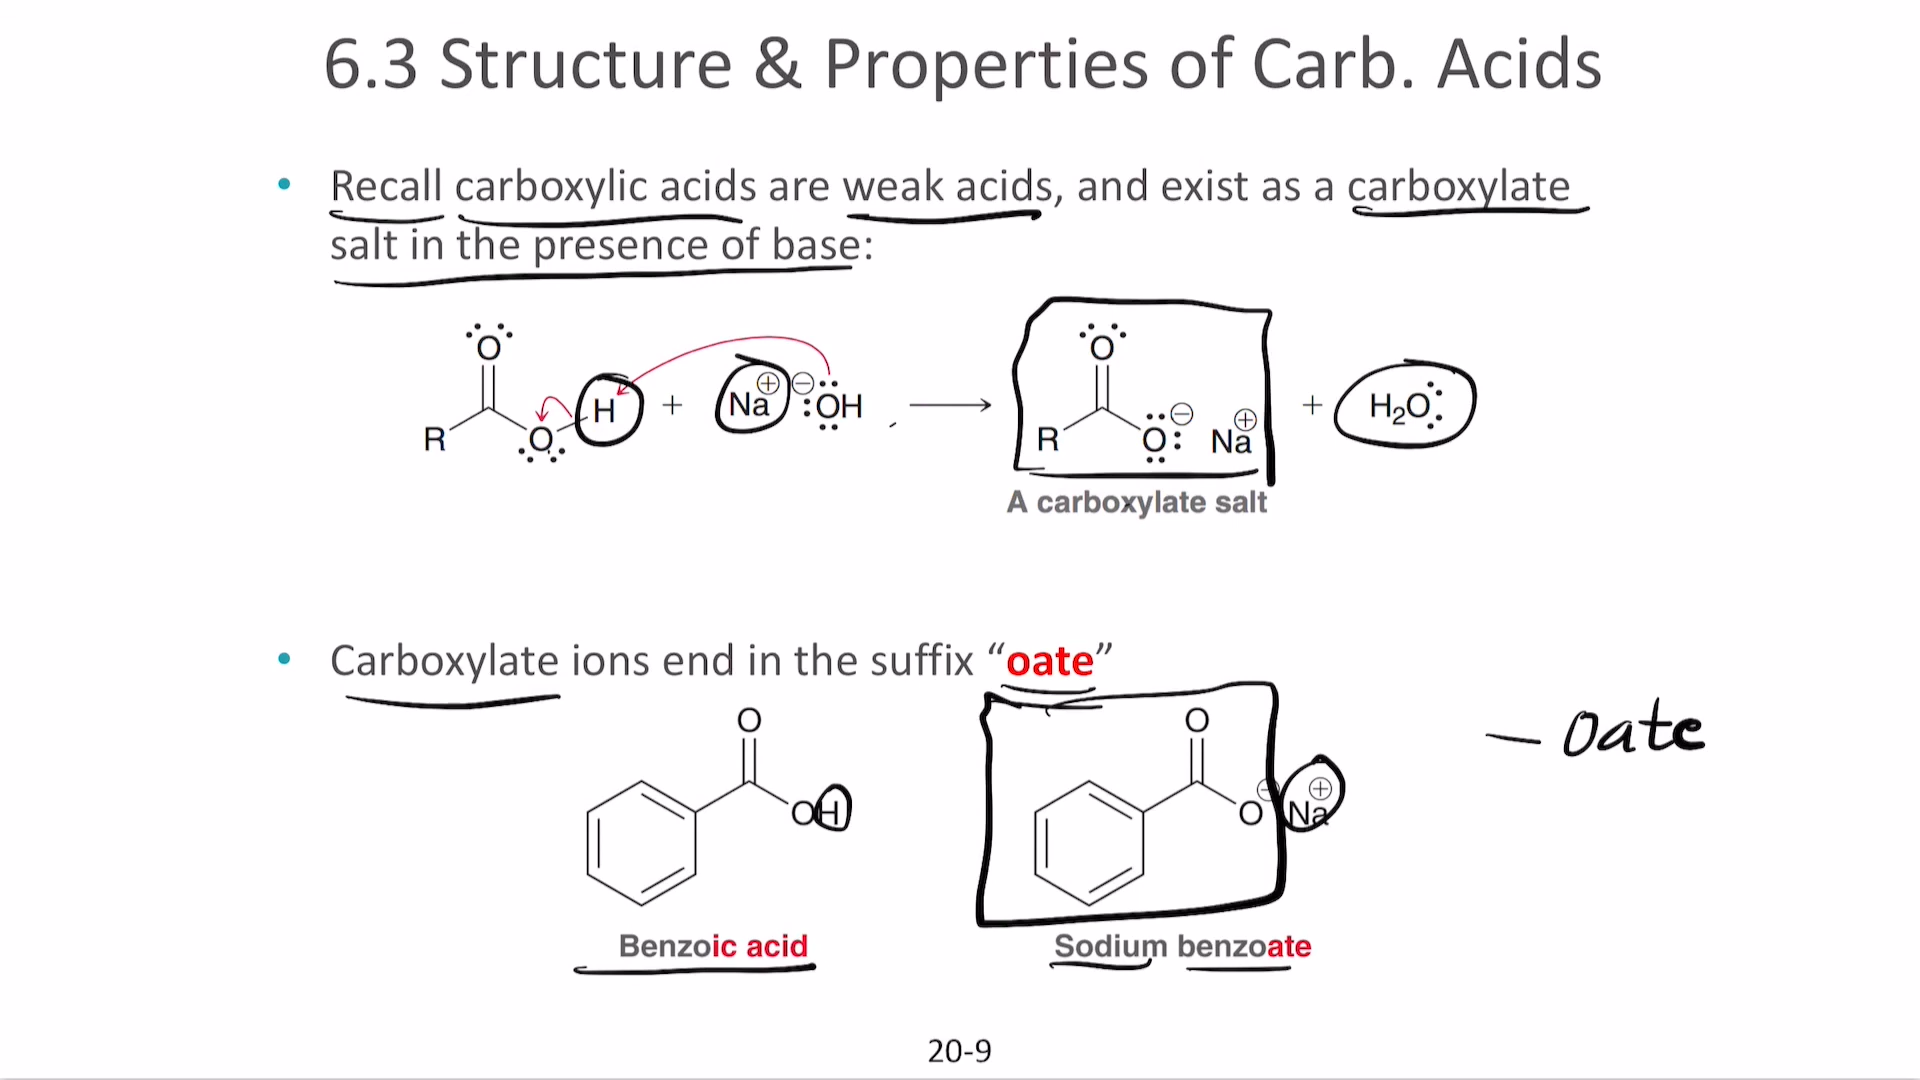 6.3 Structure & Properties of Carb. Acids
• Recall carboxylic acids are weak acids, and exist as a carboxylate
salt in the presence of base:
O
R O H + Na⊕ ⊖:OH → O
R O:⊖ Na⊕ + H₂O:
A carboxylate salt
• Carboxylate ions end in the suffix “oate”
O
OH
O
O⊖ Na⊕
– oate
Benzoic acid
Sodium benzoate
20-9